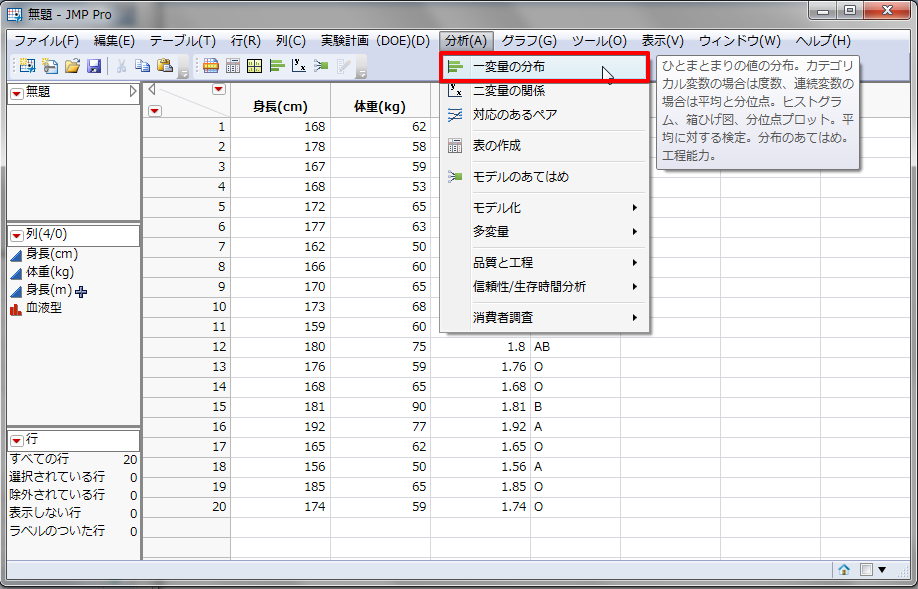 無題 - JMP Pro
ファイル(F) 編集(E) テーブル(T) 行(R) 列(C) 実験計画 (DOE)(D) 分析(A) グラフ(G) ツール(O) 表示(V) ウィンドウ(W) ヘルプ(H)
一変量の分布
二変量の関係
対応のあるペア
表の作成
モデルのあてはめ
モデル化
多変量
品質と工程
信頼性/生存時間分析
消費者調査
ひとまとまりの値の分布。カテゴリ
カル変数の場合は度数、連続変数の
場合は平均と分位点。ヒストグラ
ム、箱ひげ図、分位点プロット。平
均に対する検定。分布のあてはめ。
工程能力。
無題
列(4/0)
身長(cm)
体重(kg)
身長(m)
血液型
行
すべての行 20
選択されている行 0
除外されている行 0
表示しない行 0
ラベルのついた行 0
身長(cm) 体重(kg)
1 168 62
2 178 58
3 167 59
4 168 53
5 172 65
6 177 63
7 162 50
8 166 60
9 170 65
10 173 68
11 159 60
12 180 75 1.8 AB
13 176 59 1.76 O
14 168 65 1.68 O
15 181 90 1.81 B
16 192 77 1.92 A
17 165 62 1.65 O
18 156 50 1.56 A
19 185 65 1.85 O
20 174 59 1.74 O